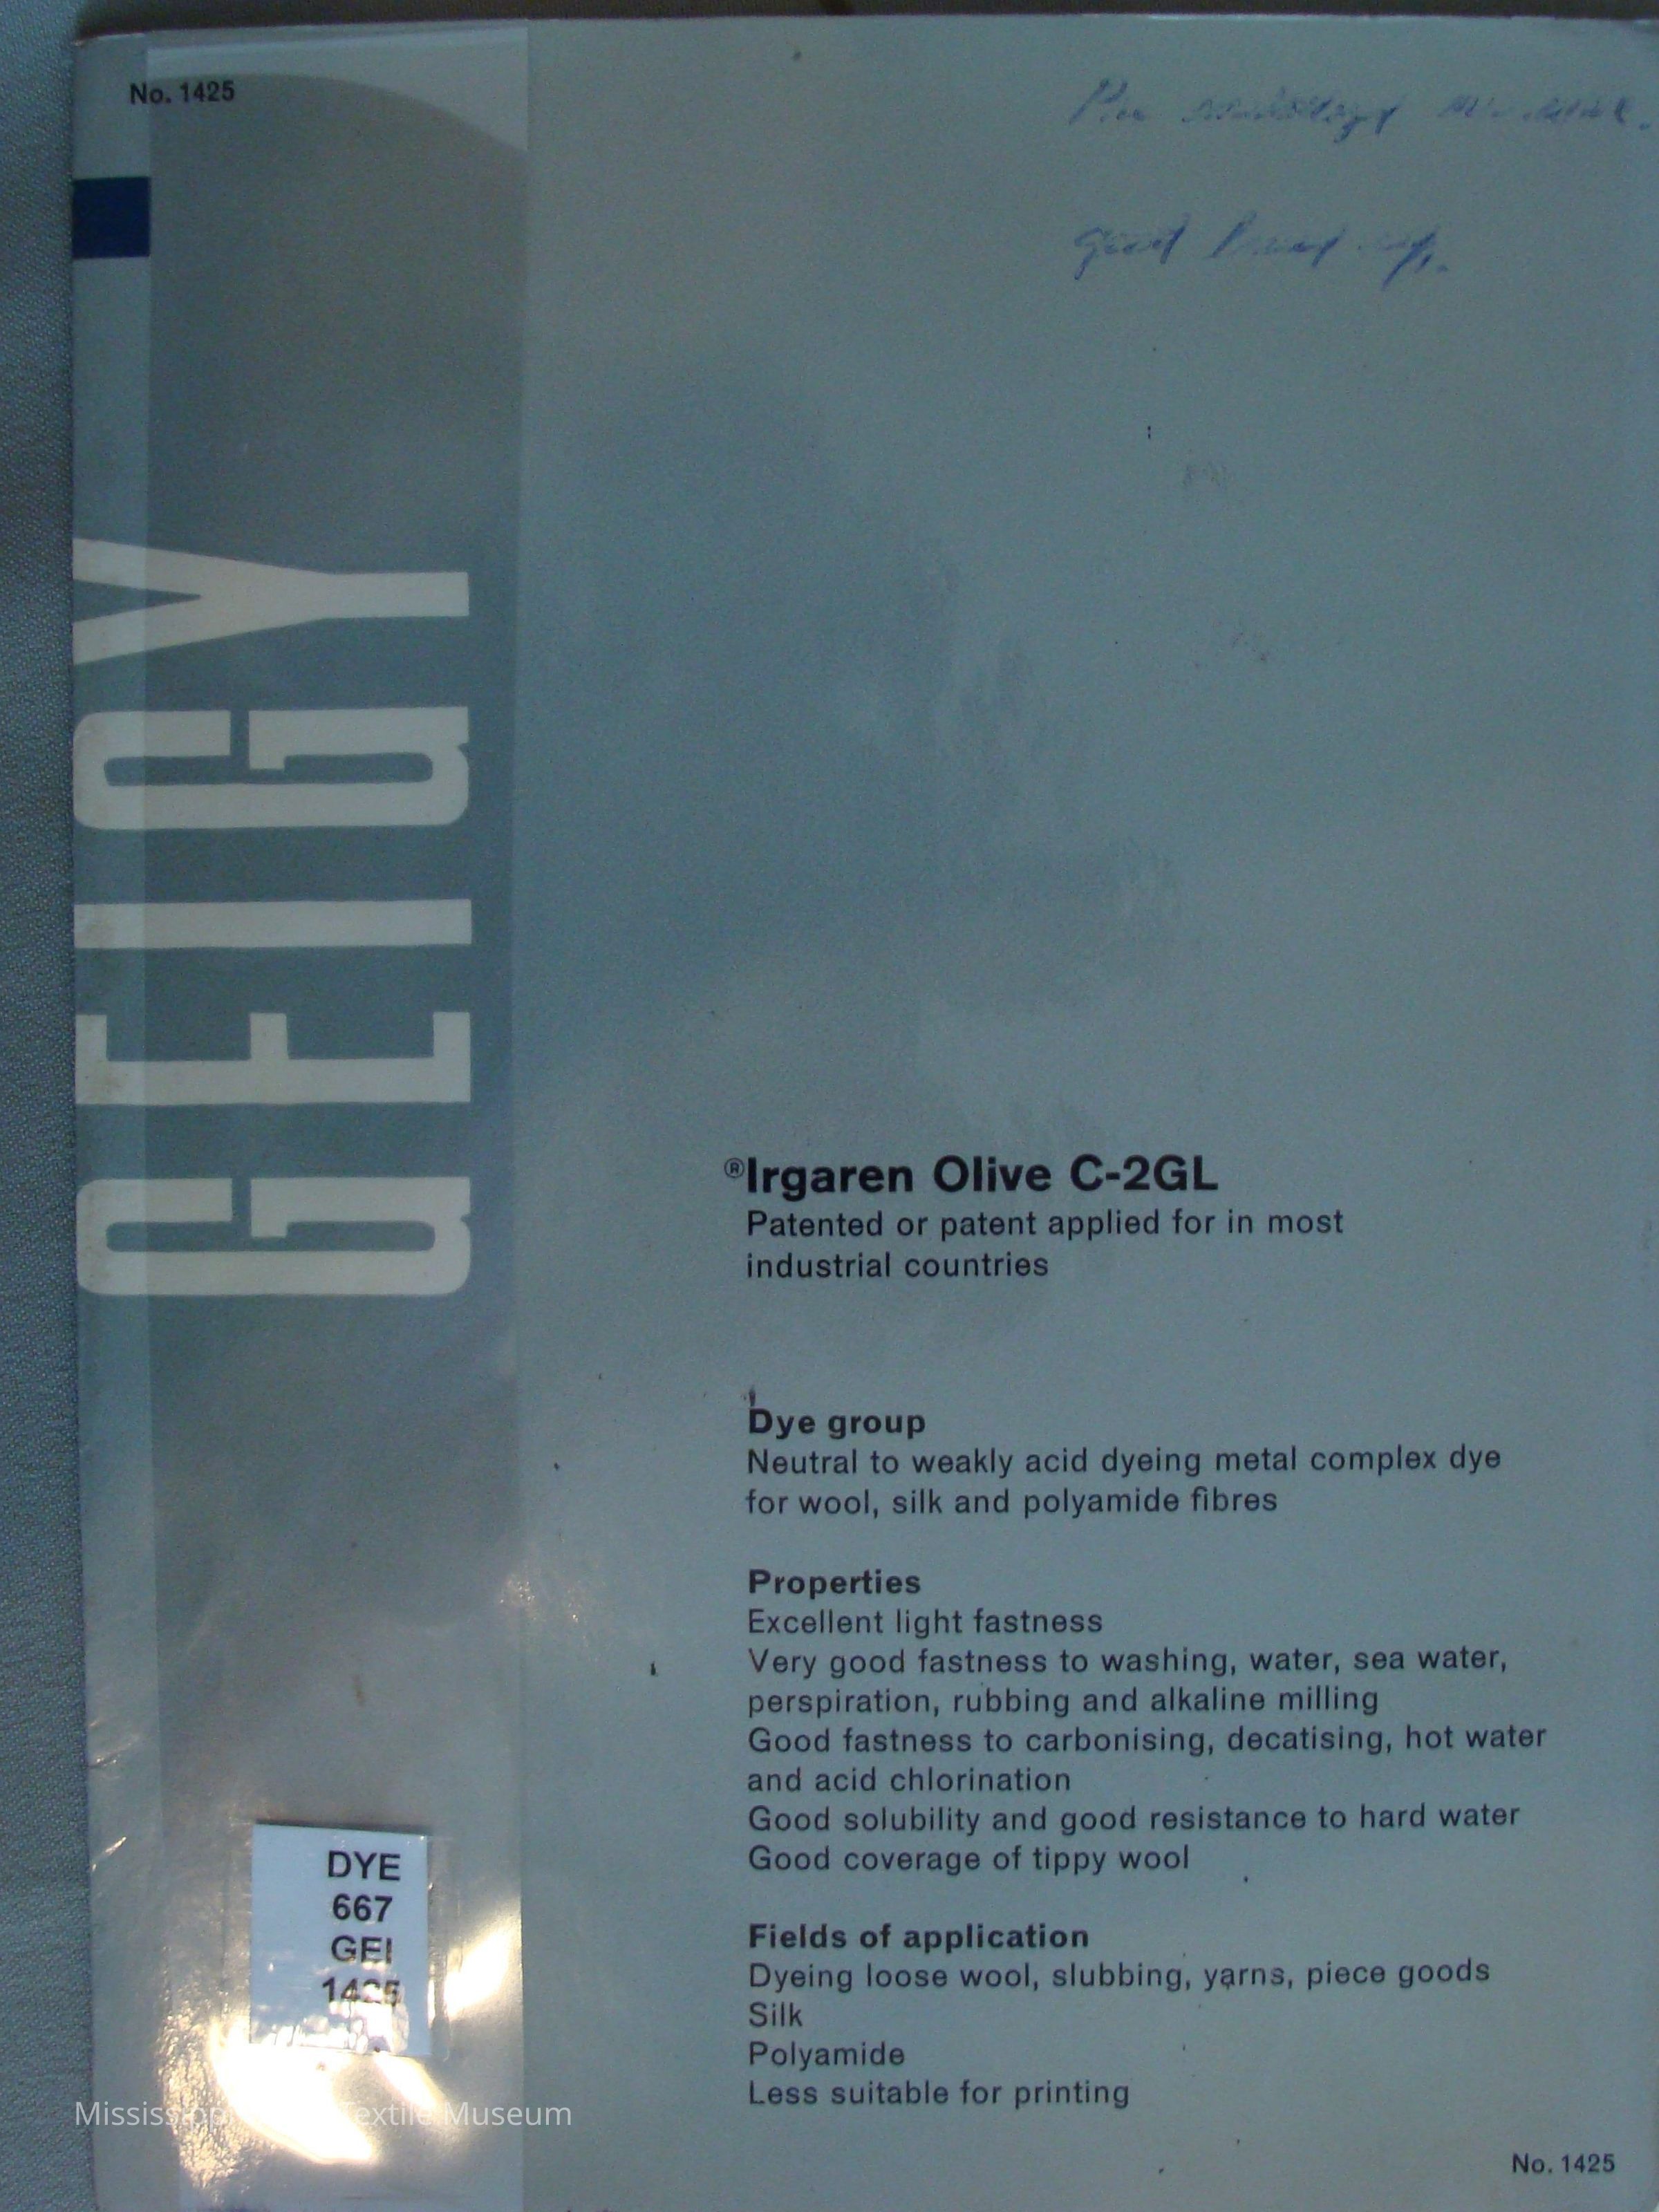 No. 1425
GEIGY
®Irgaren Olive C-2GL
Patented or patent applied for in most
industrial countries
Dye group
Neutral to weakly acid dyeing metal complex dye
for wool, silk and polyamide fibres
Properties
Excellent light fastness
Very good fastness to washing, water, sea water,
perspiration, rubbing and alkaline milling
Good fastness to carbonising, decatising, hot water
and acid chlorination
Good solubility and good resistance to hard water
Good coverage of tippy wool
Fields of application
Dyeing loose wool, slubbing, yarns, piece goods
Silk
Polyamide
Less suitable for printing
No. 1425
DYE
667
GEI
1425
Textile Museum